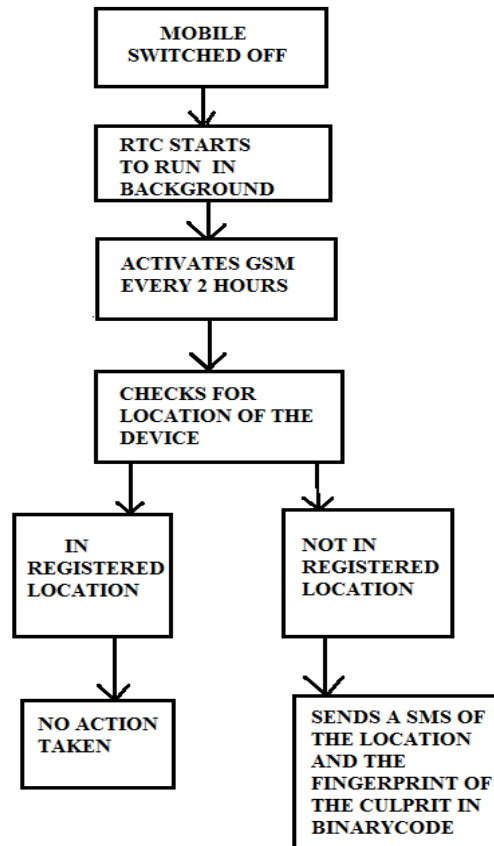 MOBILE
SWITCHED OFF
RTC STARTS
TO RUN IN
BACKGROUND
ACTIVATES GSM
EVERY 2 HOURS
CHECKS FOR
LOCATION OF THE
DEVICE
IN
REGISTERED
LOCATION
NOT IN
REGISTERED
LOCATION
NO ACTION
TAKEN
SENDS A SMS OF
THE LOCATION
AND THE
FINGERPRINT OF
THE CULPRIT IN
BINARYCODE